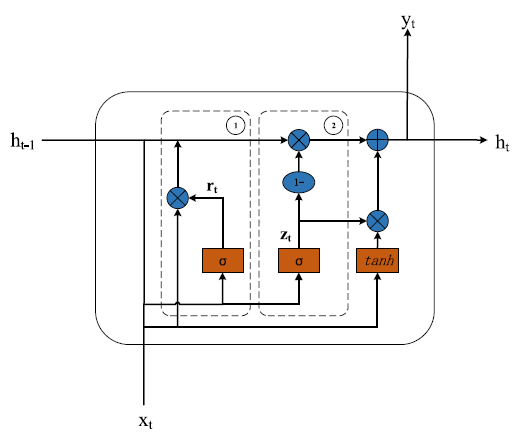 yₜ
① ②
hₜ₋₁ hₜ
1-
rₜ
zₜ
σ σ tanh
xₜ